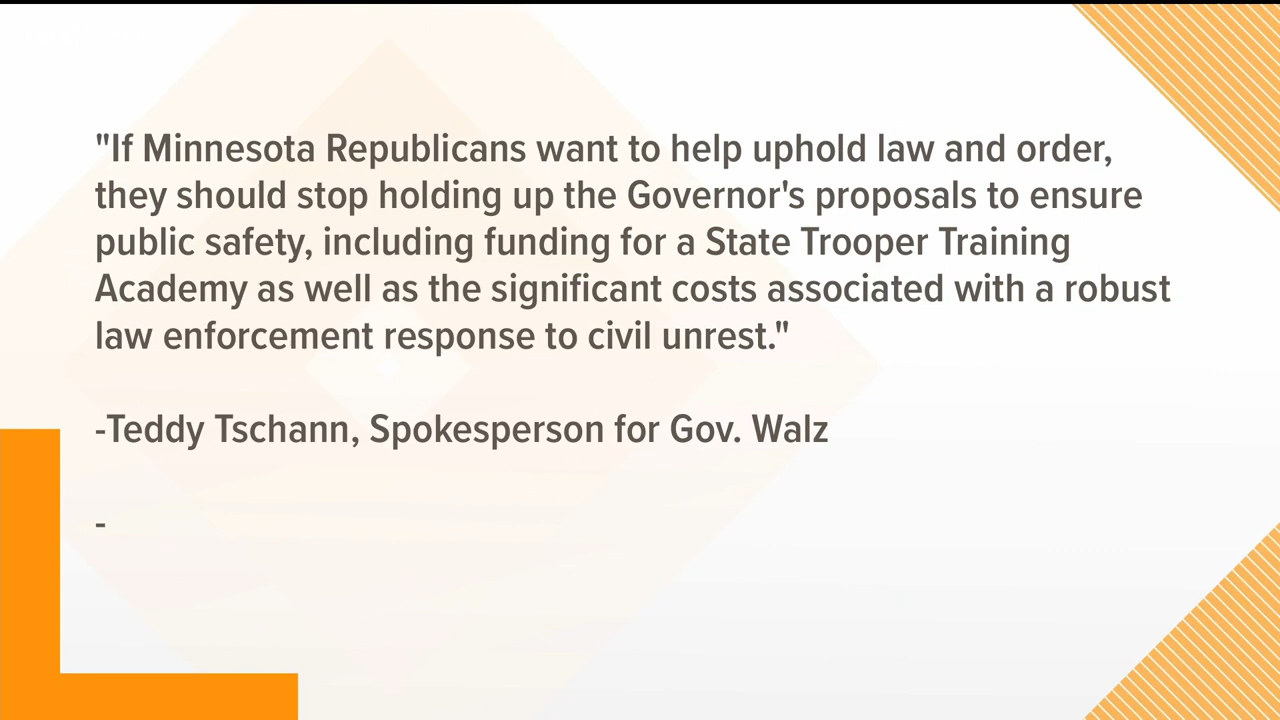 "If Minnesota Republicans want to help uphold law and order,
they should stop holding up the Governor's proposals to ensure
public safety, including funding for a State Trooper Training
Academy as well as the significant costs associated with a robust
law enforcement response to civil unrest."
-Teddy Tschann, Spokesperson for Gov. Walz
-